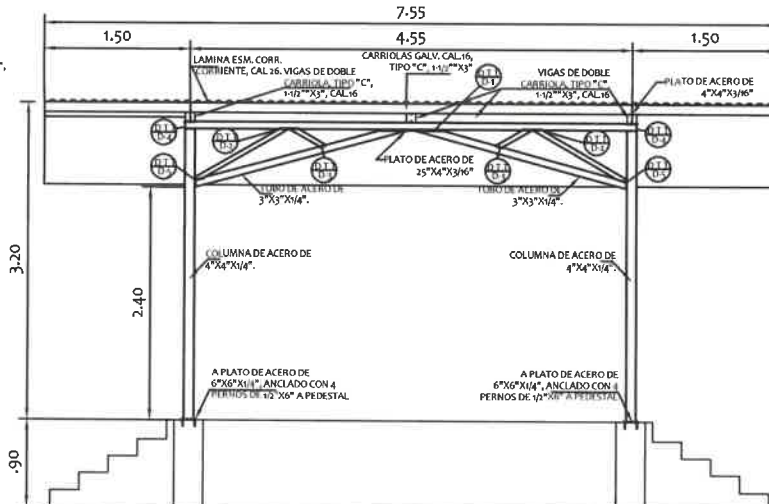 7.55
1.50
4.55
1.50
LAMINA ESM. CORR.
CORRIENTE, CAL 26. VIGAS DE DOBLE
CARRIOLA, TIPO "C",
1-1/2""X3", CAL.16
CARRIOLAS GALV. CAL.16,
TIPO "C", 1-1/2""X3"
D.T.
D-1
VIGAS DE DOBLE
CARRIOLA, TIPO "C"
1-1/2""X3", CAL.16
PLATO DE ACERO DE
4"X4"X3/16"
D.T.
D-4
D.T.
D.T.
D.T.
D-4
D.T.
D.T.
D.T.
D.T.
PLATO DE ACERO DE
25"X4"X3/16"
TUBO DE ACERO DE
3"X3"X1/4".
TUBO DE ACERO DE
3"X3"X1/4".
3.20
2.40
COLUMNA DE ACERO DE
4"X4"X1/4".
COLUMNA DE ACERO DE
4"X4"X1/4".
A PLATO DE ACERO DE
6"X6"X1/4", ANCLADO CON 4
PERNOS DE 1/2"X6" A PEDESTAL
A PLATO DE ACERO DE
6"X6"X1/4", ANCLADO CON 4
PERNOS DE 1/2"X6" A PEDESTAL
.90